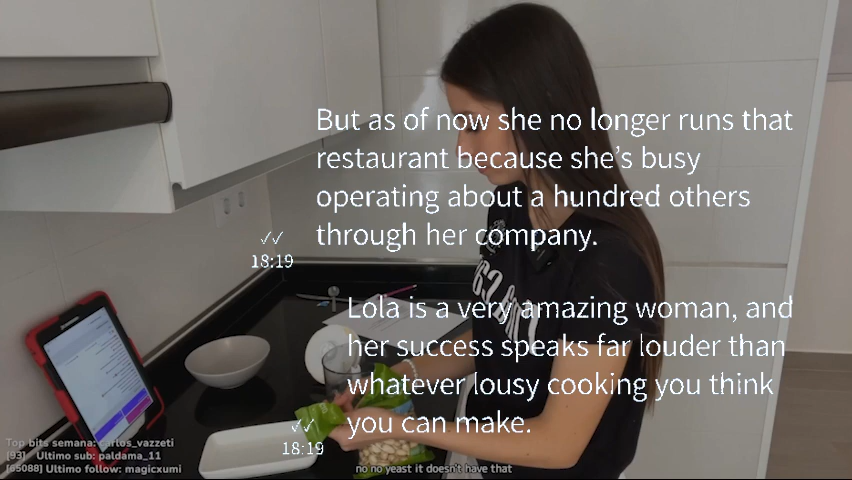 But as of now she no longer runs that
restaurant because she's busy
operating about a hundred others
through her company.
✓✓
18:19
Lola is a very amazing woman, and
her success speaks far louder than
whatever lousy cooking you think
you can make.
✓✓
18:19
Top bits semana: carlos_vazzeti
[93] Ultimo sub: paldama_11
[65088] Ultimo follow: magicxumi
no no yeast it doesn't have that